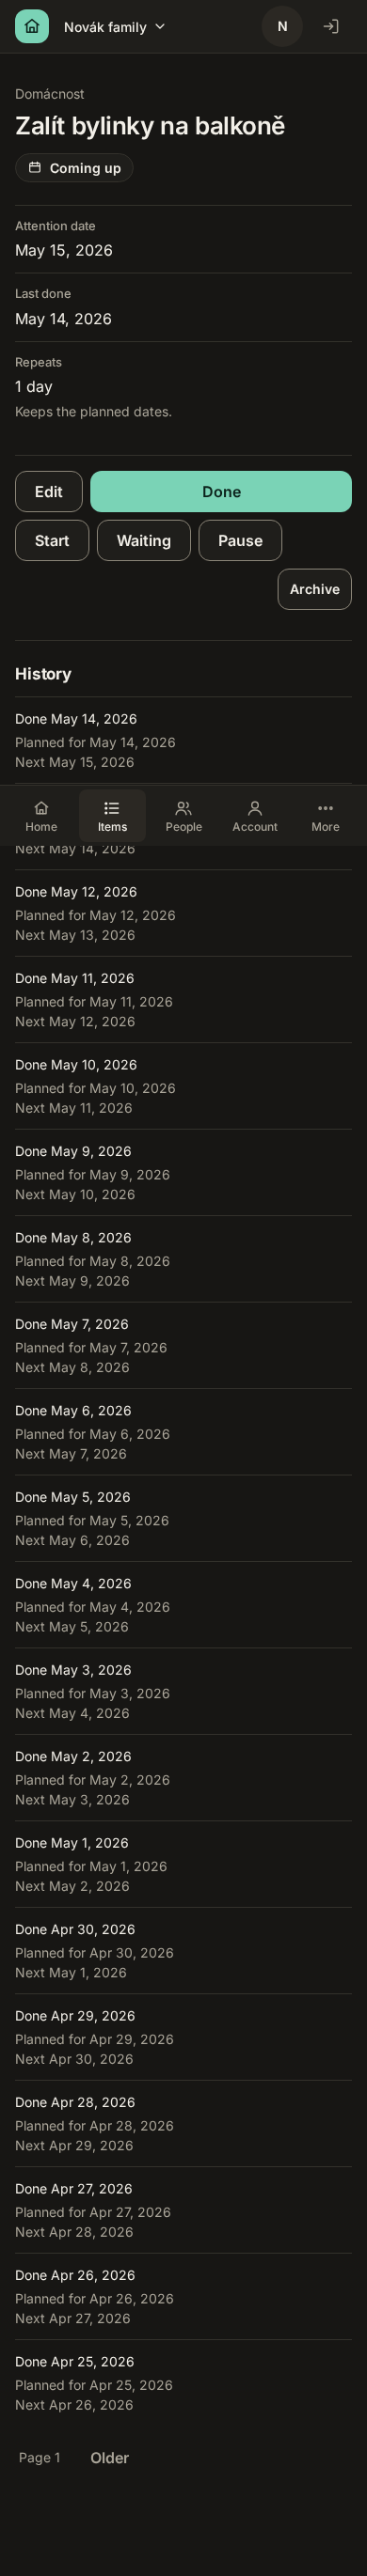 Novák family
N
Domácnost
Zalít bylinky na balkoně
Coming up
Attention date
May 15, 2026
Last done
May 14, 2026
Repeats
1 day
Keeps the planned dates.
Edit
Done
Start
Waiting
Pause
Archive
History
Done May 14, 2026
Planned for May 14, 2026
Next May 15, 2026
Home
Items
People
Account
More
Next May 14, 2026
Done May 12, 2026
Planned for May 12, 2026
Next May 13, 2026
Done May 11, 2026
Planned for May 11, 2026
Next May 12, 2026
Done May 10, 2026
Planned for May 10, 2026
Next May 11, 2026
Done May 9, 2026
Planned for May 9, 2026
Next May 10, 2026
Done May 8, 2026
Planned for May 8, 2026
Next May 9, 2026
Done May 7, 2026
Planned for May 7, 2026
Next May 8, 2026
Done May 6, 2026
Planned for May 6, 2026
Next May 7, 2026
Done May 5, 2026
Planned for May 5, 2026
Next May 6, 2026
Done May 4, 2026
Planned for May 4, 2026
Next May 5, 2026
Done May 3, 2026
Planned for May 3, 2026
Next May 4, 2026
Done May 2, 2026
Planned for May 2, 2026
Next May 3, 2026
Done May 1, 2026
Planned for May 1, 2026
Next May 2, 2026
Done Apr 30, 2026
Planned for Apr 30, 2026
Next May 1, 2026
Done Apr 29, 2026
Planned for Apr 29, 2026
Next Apr 30, 2026
Done Apr 28, 2026
Planned for Apr 28, 2026
Next Apr 29, 2026
Done Apr 27, 2026
Planned for Apr 27, 2026
Next Apr 28, 2026
Done Apr 26, 2026
Planned for Apr 26, 2026
Next Apr 27, 2026
Done Apr 25, 2026
Planned for Apr 25, 2026
Next Apr 26, 2026
Page 1
Older